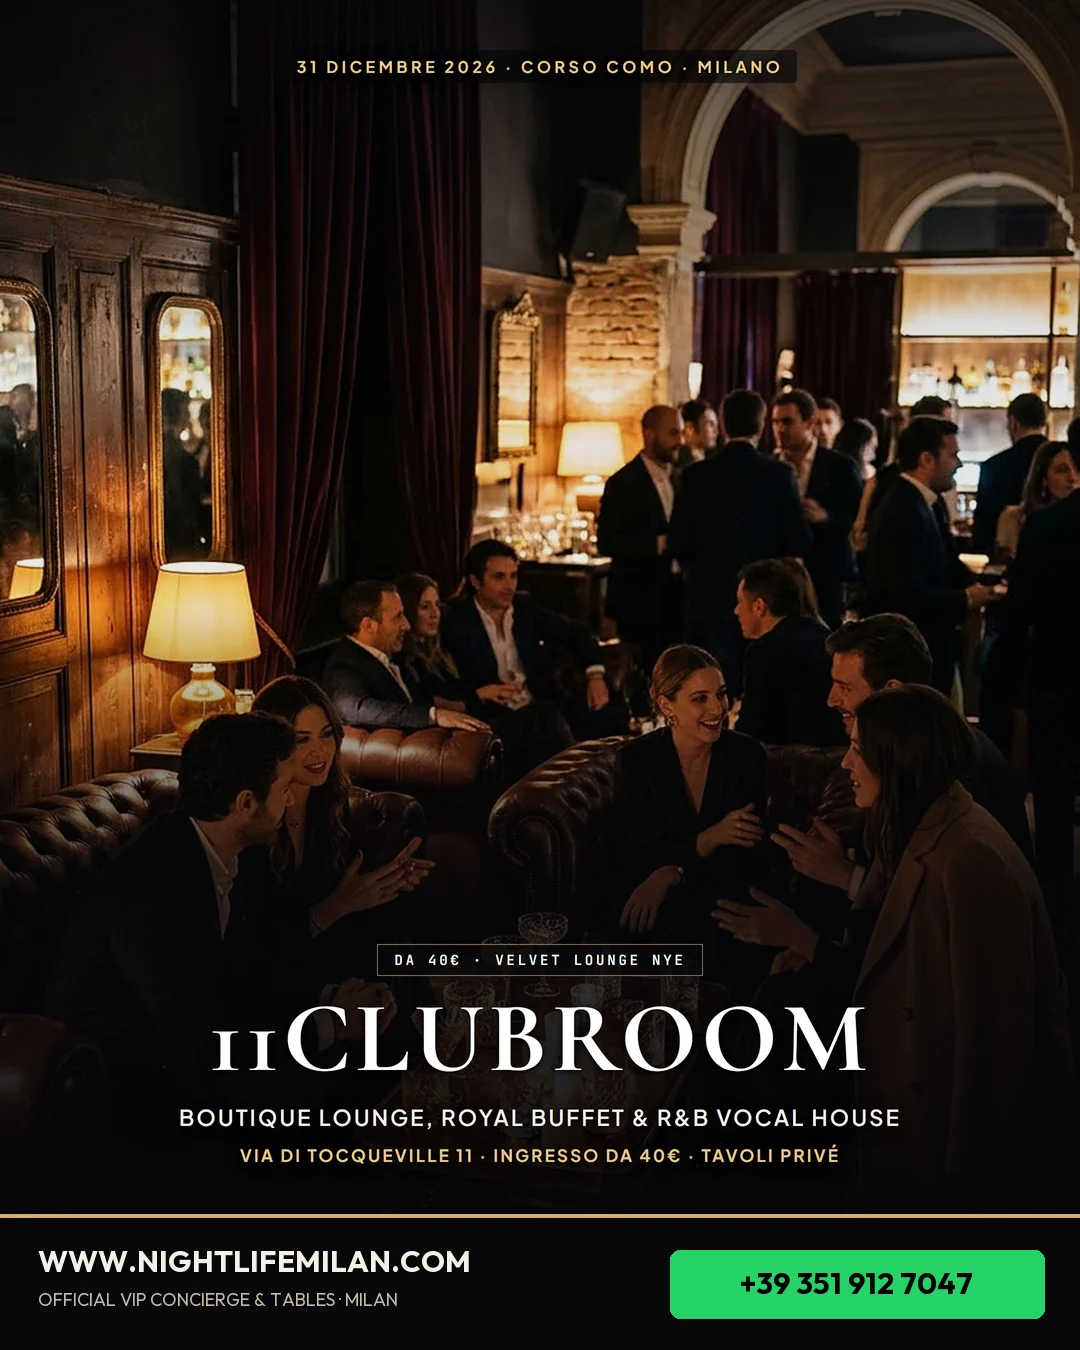 31 DICEMBRE 2026 · CORSO COMO · MILANO
DA 40€ · VELVET LOUNGE NYE
11CLUBROOM
BOUTIQUE LOUNGE, ROYAL BUFFET & R&B VOCAL HOUSE
VIA DI TOCQUEVILLE 11 · INGRESSO DA 40€ · TAVOLI PRIVÉ
WWW.NIGHTLIFEMILAN.COM
OFFICIAL VIP CONCIERGE & TABLES · MILAN
+39 351 912 7047